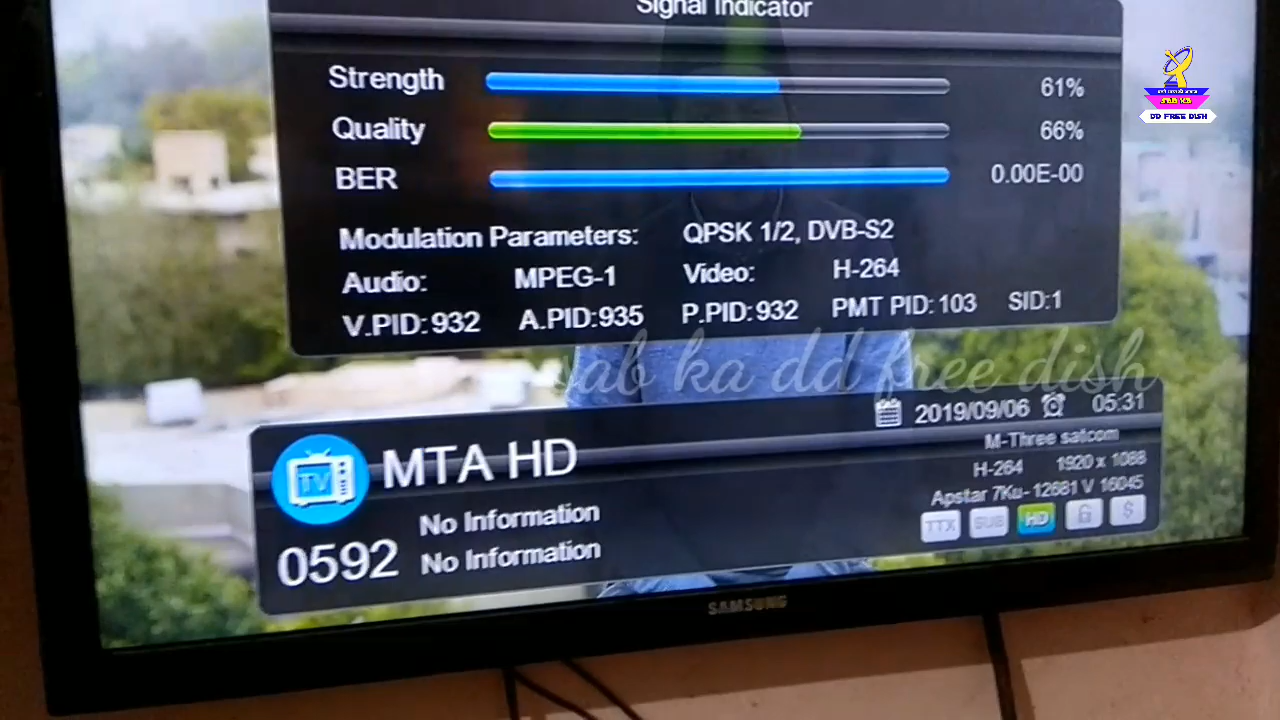 Signal Indicator
Strength 61%
Quality 66%
BER 0.00E-00
Modulation Parameters: QPSK 1/2, DVB-S2
Audio: MPEG-1 Video: H-264
V.PID:932 A.PID:935 P.PID:932 PMT PID:103 SID:1
sab ka dd free dish
2019/09/06 05:31
TV MTA HD
M-Three satcom
H-264 1920 x 1088
Apstar 7Ku- 12681 V 16045
No Information
TTX SUB HD $
0592 No Information
SAMSUNG
SAB KA
DD FREE DISH